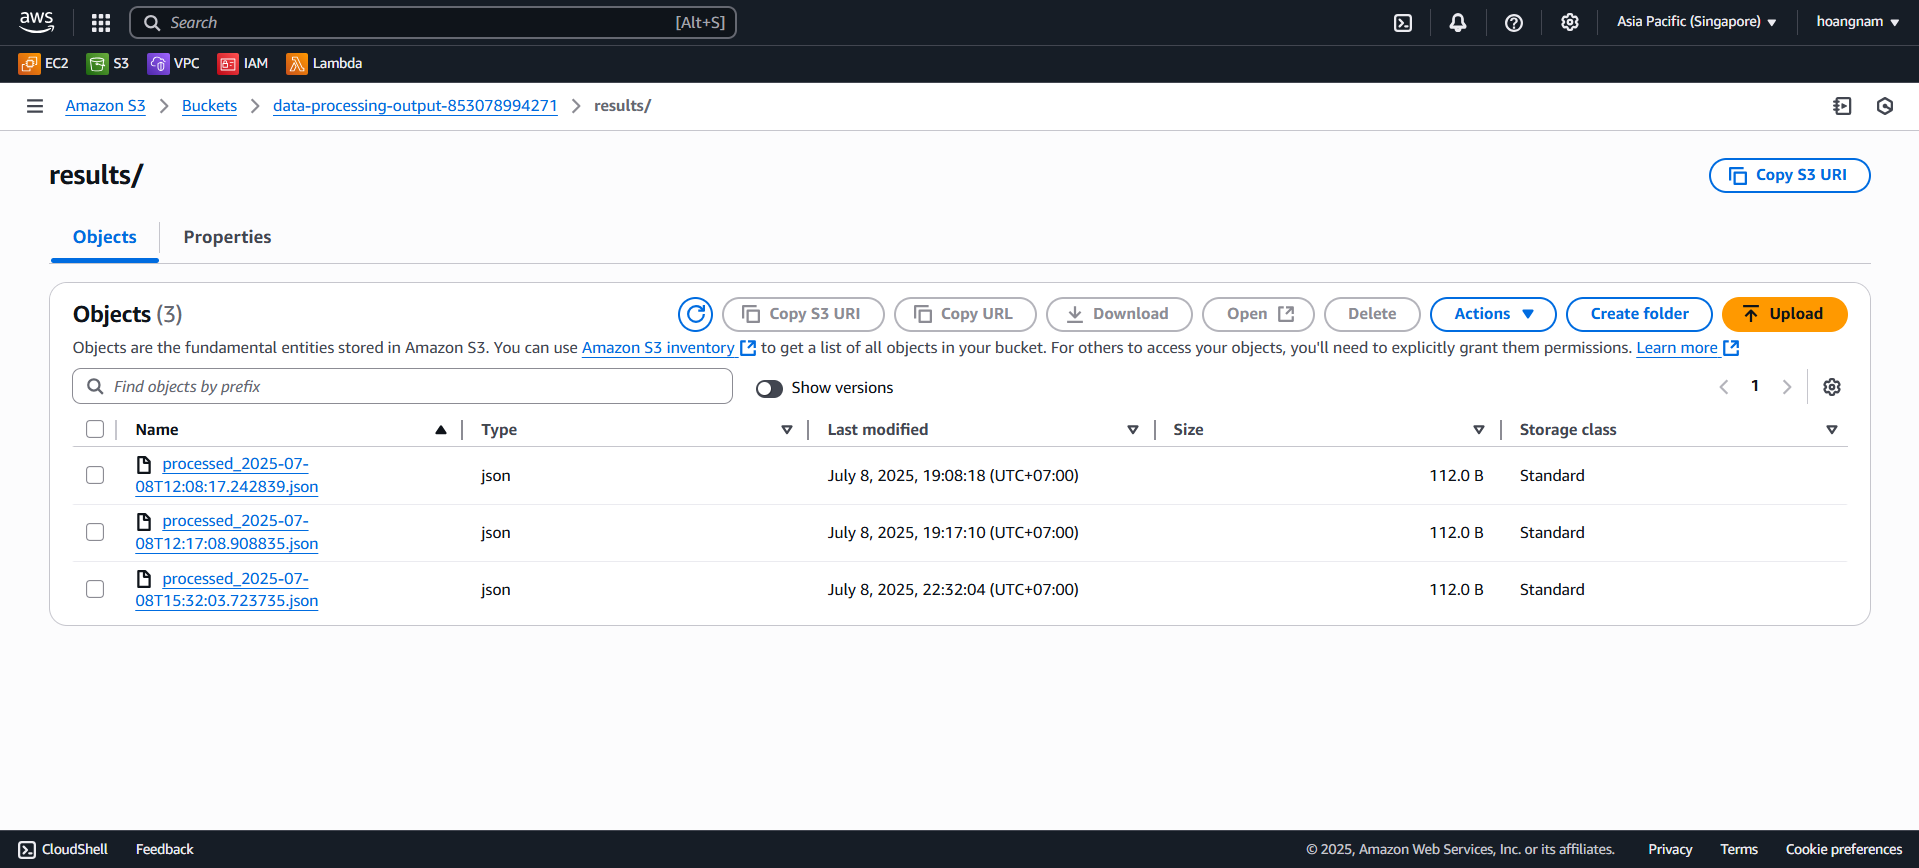 aws
Search [Alt+S]
Asia Pacific (Singapore)
hoangnam
EC2 S3 VPC IAM Lambda
Amazon S3 Buckets data-processing-output-853078994271 results/
results/
Copy S3 URI
Objects Properties
Objects (3)
Copy S3 URI Copy URL Download Open Delete Actions Create folder Upload
Objects are the fundamental entities stored in Amazon S3. You can use Amazon S3 inventory to get a list of all objects in your bucket. For others to access your objects, you'll need to explicitly grant them permissions. Learn more
Find objects by prefix
Show versions
1
Name Type Last modified Size Storage class
processed_2025-07-
08T12:08:17.242839.json
json July 8, 2025, 19:08:18 (UTC+07:00) 112.0 B Standard
processed_2025-07-
08T12:17:08.908835.json
json July 8, 2025, 19:17:10 (UTC+07:00) 112.0 B Standard
processed_2025-07-
08T15:32:03.723735.json
json July 8, 2025, 22:32:04 (UTC+07:00) 112.0 B Standard
CloudShell Feedback
© 2025, Amazon Web Services, Inc. or its affiliates. Privacy Terms Cookie preferences